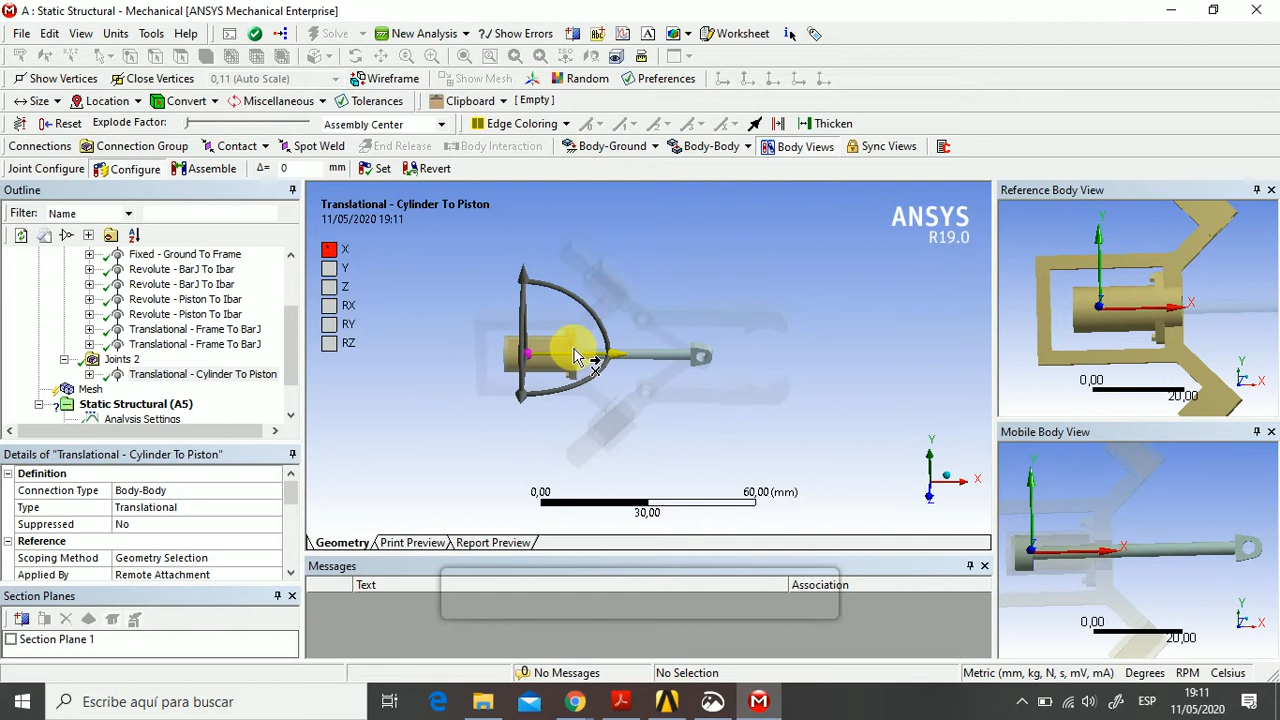 A : Static Structural - Mechanical [ANSYS Mechanical Enterprise]
File Edit View Units Tools Help Solve New Analysis ?/ Show Errors Worksheet
Show Vertices Close Vertices 0,11 (Auto Scale) Wireframe Show Mesh Random Preferences
Size Location Convert Miscellaneous Tolerances Clipboard [ Empty ]
Reset Explode Factor: Assembly Center Edge Coloring Thicken
Connections Connection Group Contact Spot Weld End Release Body Interaction Body-Ground Body-Body Body Views Sync Views
Joint Configure Configure Assemble Δ= 0 mm Set Revert
Outline
Filter: Name
Fixed - Ground To Frame
Revolute - BarJ To Ibar
Revolute - BarJ To Ibar
Revolute - Piston To Ibar
Revolute - Piston To Ibar
Translational - Frame To BarJ
Translational - Frame To BarJ
Joints 2
Translational - Cylinder To Piston
Mesh
Static Structural (A5)
Analysis Settings
Details of "Translational - Cylinder To Piston"
Definition
Connection Type Body-Body
Type Translational
Suppressed No
Reference
Scoping Method Geometry Selection
Applied By Remote Attachment
Section Planes
Section Plane 1
Translational - Cylinder To Piston
11/05/2020 19:11
X
Y
Z
RX
RY
RZ
ANSYS
R19.0
Y
X
Z
0,00 60,00 (mm)
30,00
Geometry Print Preview Report Preview
Messages
Text Association
Reference Body View
Y
X
0,00
20,00
Y
X
Z
Mobile Body View
Y
X
Z
0,00
20,00
Y
X
Z
0 No Messages No Selection Metric (mm, kg, N, s, mV, mA) Degrees RPM Celsius
Escribe aquí para buscar
ESP
19:11
11/05/2020